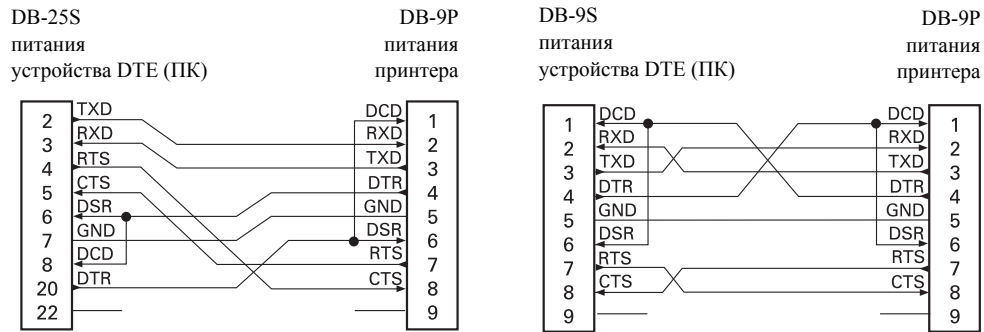 DB-25S
питания
устройства DTE (ПК)
DB-9P
питания
принтера
2 TXD DCD 1
3 RXD RXD 2
4 RTS TXD 3
5 CTS DTR 4
6 DSR GND 5
7 GND DSR 6
8 DCD RTS 7
20 DTR CTS 8
22 9
DB-9S
питания
устройства DTE (ПК)
DB-9P
питания
принтера
1 DCD DCD 1
2 RXD RXD 2
3 TXD TXD 3
4 DTR DTR 4
5 GND GND 5
6 DSR DSR 6
7 RTS RTS 7
8 CTS CTS 8
9 9